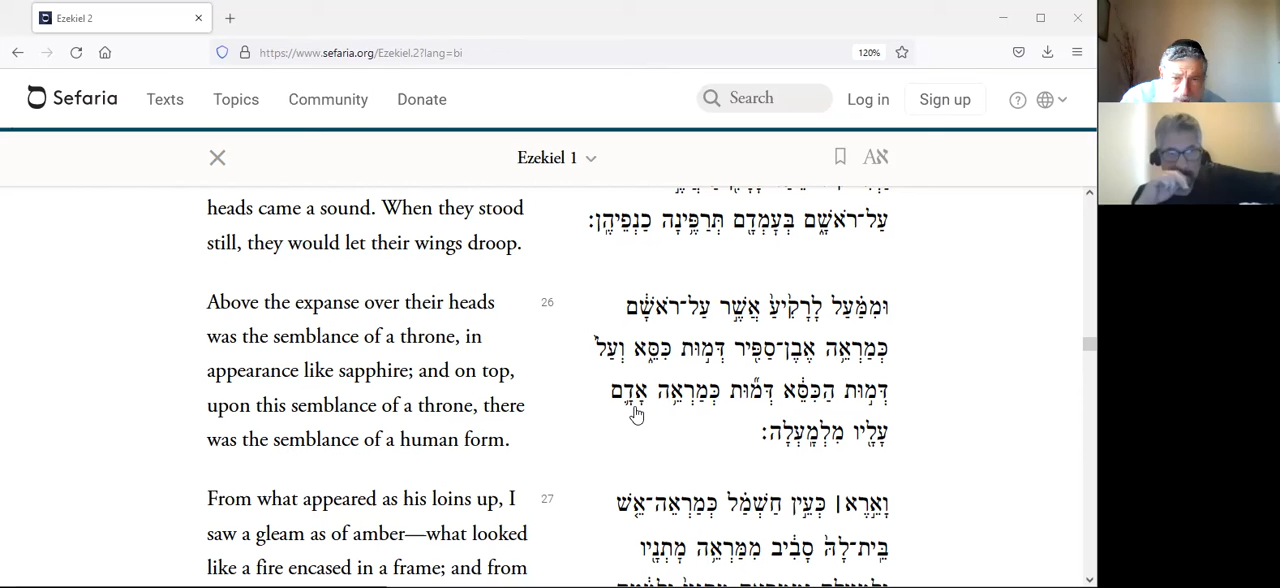 Ezekiel 2
https://www.sefaria.org/Ezekiel.2?lang=bi
120%
Sefaria
Texts
Topics
Community
Donate
Search
Log in
Sign up
Ezekiel 1
heads came a sound. When they stood
still, they would let their wings droop.
עַל־רֹאשָׁ֑ם בְּעׇמְדָ֖ם תְּרַפֶּ֥ינָה כַנְפֵיהֶֽן׃
Above the expanse over their heads
was the semblance of a throne, in
appearance like sapphire; and on top,
upon this semblance of a throne, there
was the semblance of a human form.
26
וּמִמַּ֗עַל לָרָקִ֙יעַ֙ אֲשֶׁ֣ר עַל־רֹאשָׁ֔ם
כְּמַרְאֵ֥ה אֶבֶן־סַפִּ֖יר דְּמ֣וּת כִּסֵּ֑א וְעַל֙
דְּמ֣וּת הַכִּסֵּ֔א דְּמ֞וּת כְּמַרְאֵ֥ה אָדָ֛ם
עָלָ֖יו מִלְמָֽעְלָה׃
From what appeared as his loins up, I
saw a gleam as of amber—what looked
like a fire encased in a frame; and from
27
וָאֵ֣רֶא ׀ כְּעֵ֣ין חַשְׁמַ֗ל כְּמַרְאֵה־אֵ֤שׁ
בֵּֽית־לָהּ֙ סָבִ֔יב מִמַּרְאֵ֥ה מׇתְנָ֖יו